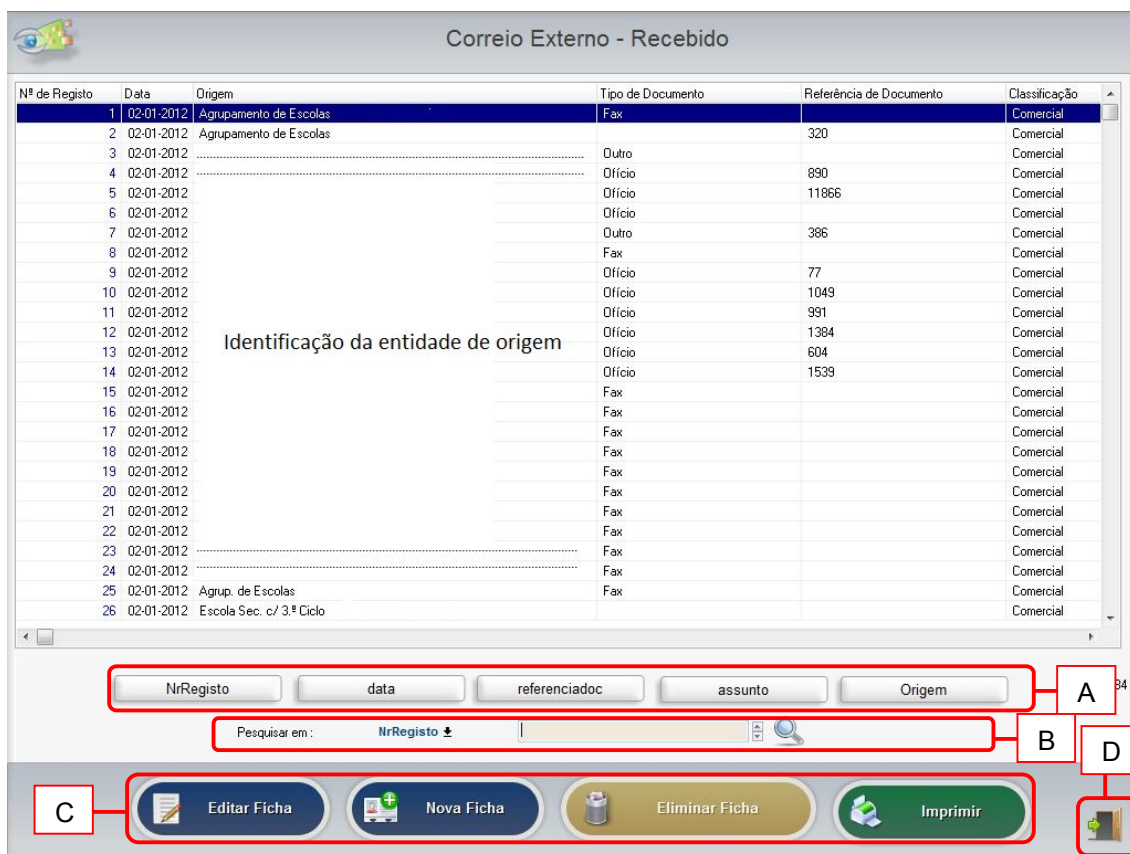 Correio Externo - Recebido
Nº de Registo Data Origem Tipo de Documento Referência de Documento Classificação
1 02-01-2012 Agrupamento de Escolas Fax Comercial
2 02-01-2012 Agrupamento de Escolas 320 Comercial
3 02-01-2012 Outro Comercial
4 02-01-2012 Ofício 890 Comercial
5 02-01-2012 Ofício 11866 Comercial
6 02-01-2012 Ofício Comercial
7 02-01-2012 Outro 386 Comercial
8 02-01-2012 Fax Comercial
9 02-01-2012 Ofício 77 Comercial
10 02-01-2012 Ofício 1049 Comercial
11 02-01-2012 Ofício 991 Comercial
12 02-01-2012 Ofício 1384 Comercial
Identificação da entidade de origem
13 02-01-2012 Ofício 604 Comercial
14 02-01-2012 Ofício 1539 Comercial
15 02-01-2012 Fax Comercial
16 02-01-2012 Fax Comercial
17 02-01-2012 Fax Comercial
18 02-01-2012 Fax Comercial
19 02-01-2012 Fax Comercial
20 02-01-2012 Fax Comercial
21 02-01-2012 Fax Comercial
22 02-01-2012 Fax Comercial
23 02-01-2012 Fax Comercial
24 02-01-2012 Fax Comercial
25 02-01-2012 Agrup. de Escolas Fax Comercial
26 02-01-2012 Escola Sec. c/ 3.º Ciclo Comercial
NrRegisto data referenciadoc assunto Origem A 84
Pesquisar em : NrRegisto B
D
C Editar Ficha Nova Ficha Eliminar Ficha Imprimir